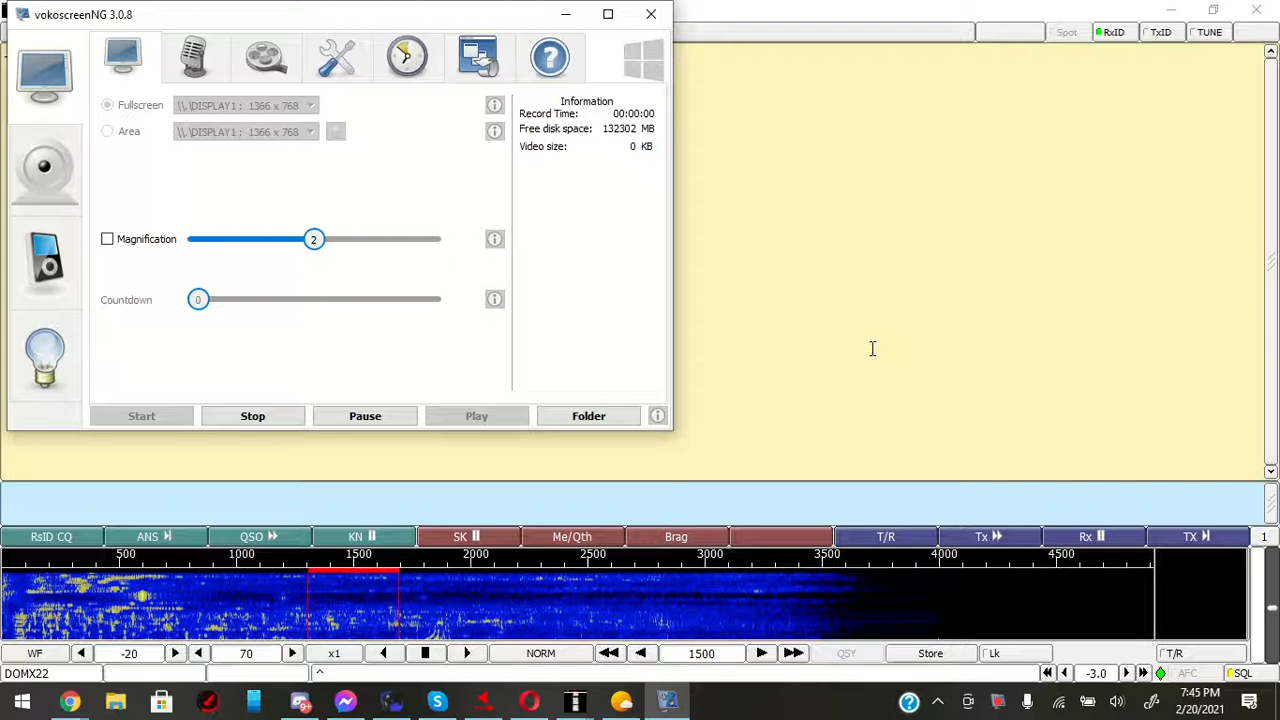 vokoscreenNG 3.0.8
Spot
RxID
TxID
TUNE
Fullscreen
\\.\DISPLAY1 : 1366 x 768
Area
\\.\DISPLAY1 : 1366 x 768
Information
Record Time: 00:00:00
Free disk space: 132302 MB
Video size: 0 KB
Magnification
2
Countdown
0
Start
Stop
Pause
Play
Folder
RsID CQ
ANS
QSO
KN
SK
Me/Qth
Brag
T/R
Tx
Rx
TX
1
500 1000 1500 2000 2500 3000 3500 4000 4500
WF
-20
70
x1
NORM
1500
QSY
Store
Lk
T/R
DOMX22
-3.0
AFC
SQL
9+
7:45 PM
2/20/2021
1